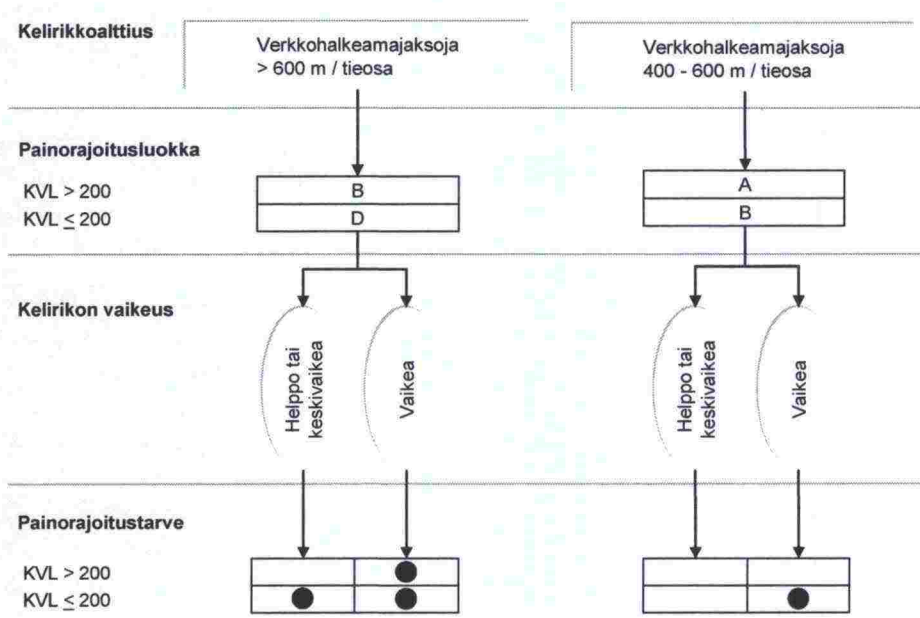 Kelirikkoalttius
Verkkohalkeamajaksoja
> 600 m / tieosa
Verkkohalkeamajaksoja
400 - 600 m / tieosa
Painorajoitusluokka
KVL > 200
KVL ≤ 200
B
D
A
B
Kelirikon vaikeus
Helppo tai
keskivaikea
Vaikea
Helppo tai
keskivaikea
Vaikea
Painorajoitustarve
KVL > 200
KVL ≤ 200